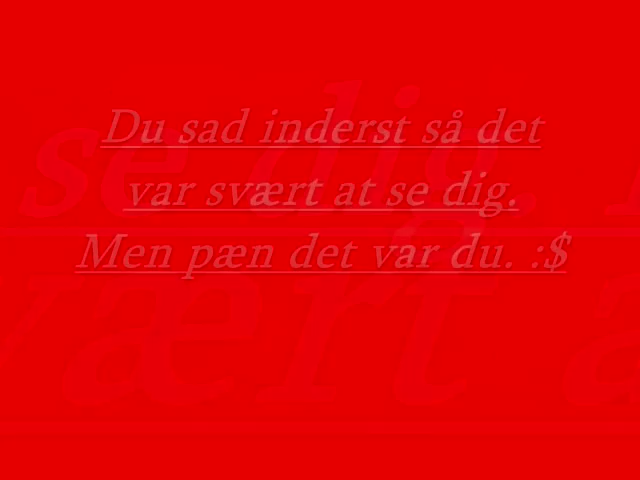 Du sad inderst så det
var svært at se dig.
Men pæn det var du. :$